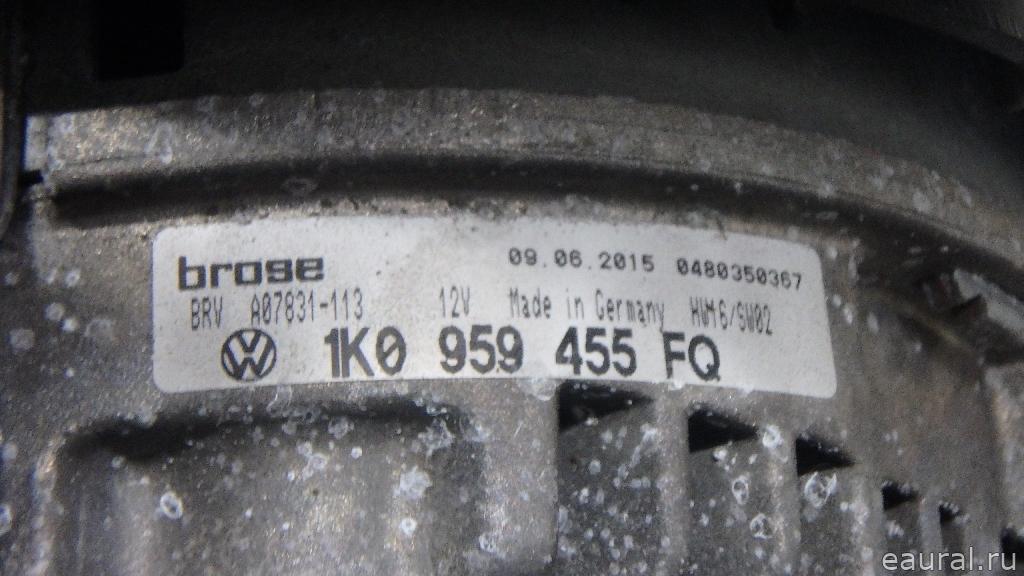 brose 09.06.2015 0480350367
BRV A07831-113 12V Made in Germany HW16/SW02
1K0 959 455 FQ
eaural.ru